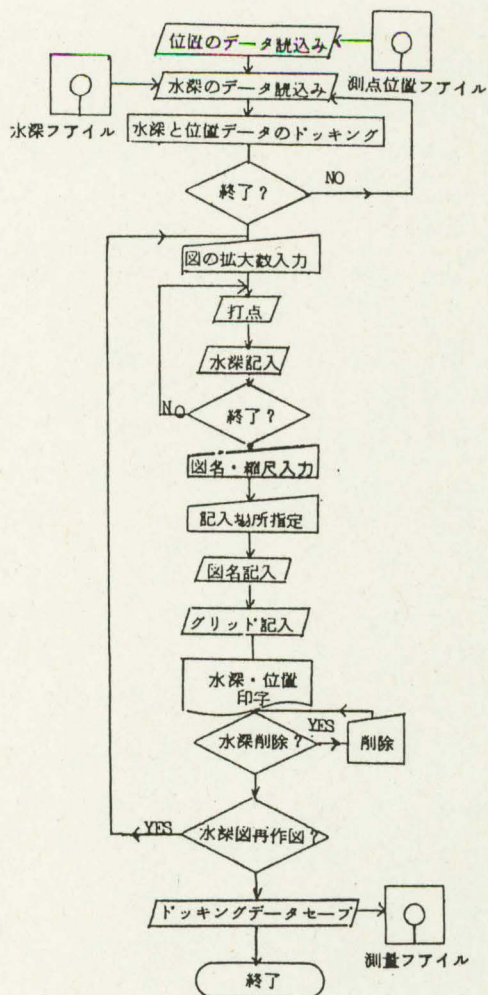 位置のデータ読込み
測点位置フアイル
水深のデータ読込み
水深フアイル
水深と位置データのドッキング
終了?
NO
図の拡大数入力
打点
水深記入
NO
終了?
図名・縮尺入力
記入場所指定
図名記入
グリッド記入
水深・位置
印字
水深削除?
YES
削除
YES
水深図再作図?
ドッキングデータセーブ
測量フアイル
終了